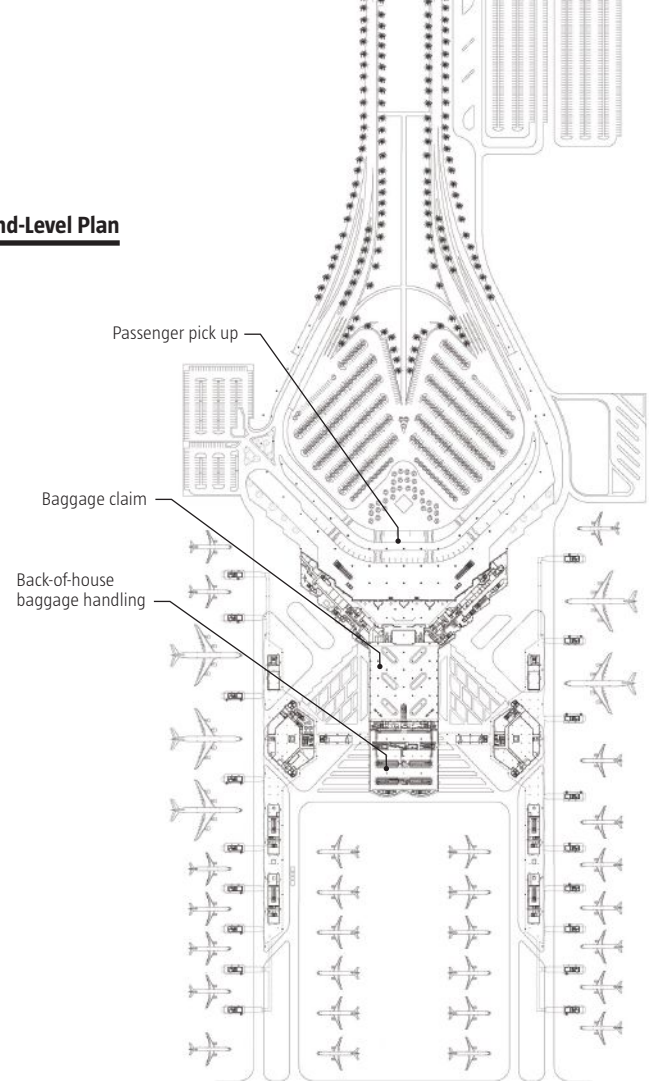 nd-Level Plan
Passenger pick up
Baggage claim
Back-of-house
baggage handling